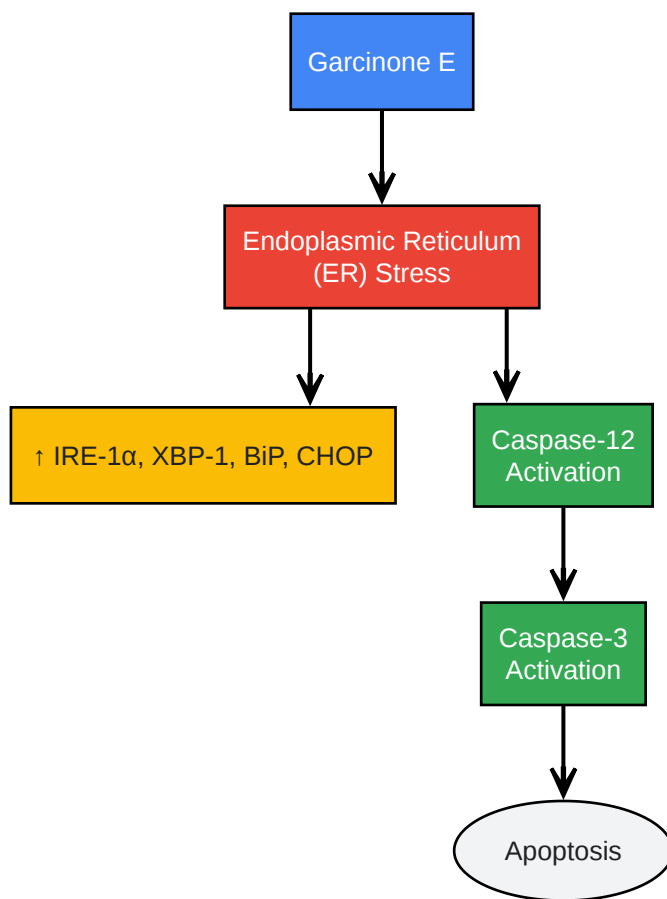 Garcinone E
Endoplasmic Reticulum
(ER) Stress
↑ IRE-1α, XBP-1, BiP, CHOP
Caspase-12
Activation
Caspase-3
Activation
Apoptosis